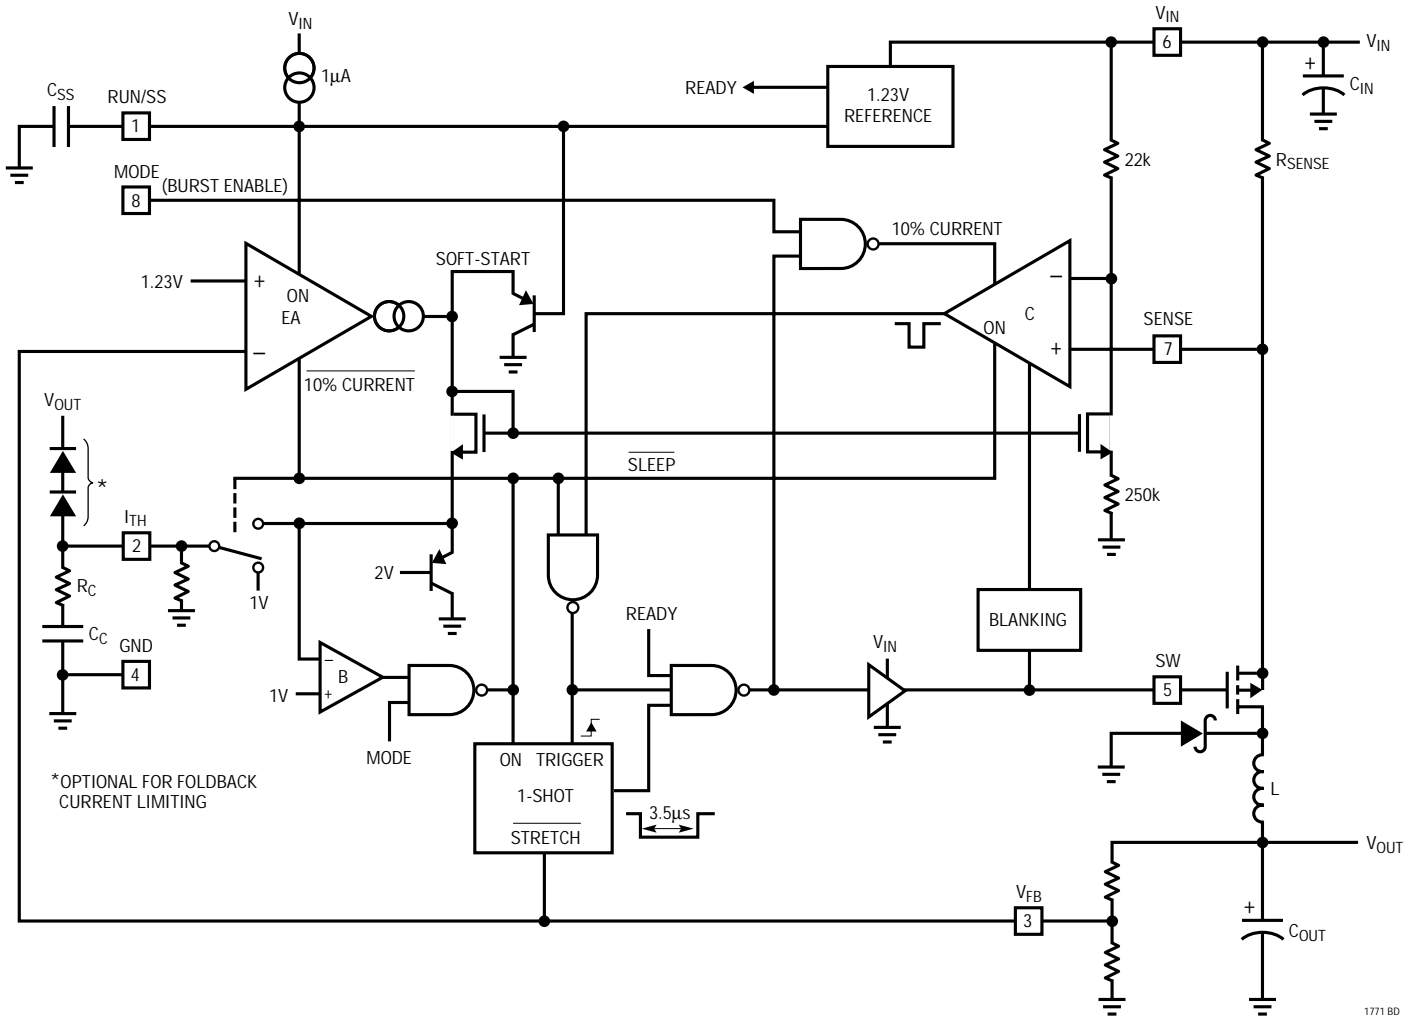 VIN
1µA
CSS
RUN/SS
1
MODE
8
(BURST ENABLE)
READY
1.23V
REFERENCE
VIN
6
VIN
+
CIN
22k
RSENSE
10% CURRENT
1.23V
+
ON
EA
−
SOFT-START
10% CURRENT
−
C
ON
+
SENSE
7
VOUT
*
ITH
2
RC
CC
GND
4
1V
SLEEP
250k
2V
−
B
+
1V
MODE
READY
BLANKING
VIN
SW
5
ON TRIGGER
1-SHOT
STRETCH
3.5µs
L
VOUT
VFB
3
+
COUT
*OPTIONAL FOR FOLDBACK
CURRENT LIMITING
1771 BD